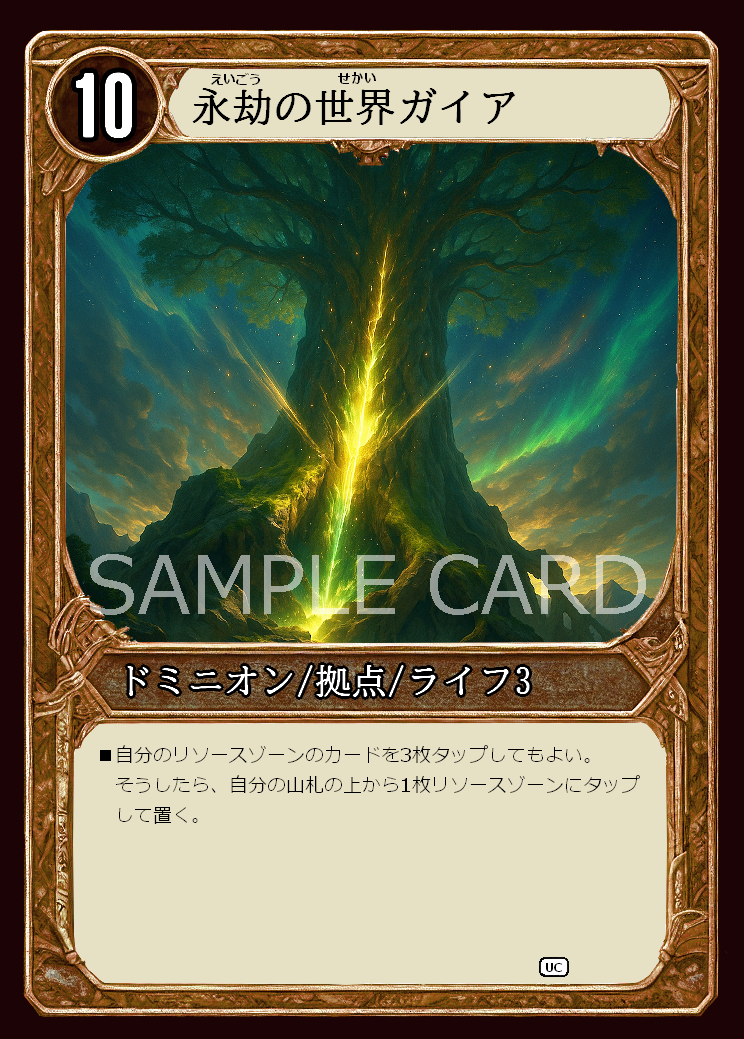 10
えいごう せかい
永劫の世界ガイア
SAMPLE CARD
ドミニオン/拠点/ライフ3
■自分のリソースゾーンのカードを3枚タップしてもよい。
そうしたら、自分の山札の上から1枚リソースゾーンにタップ
して置く。
UC